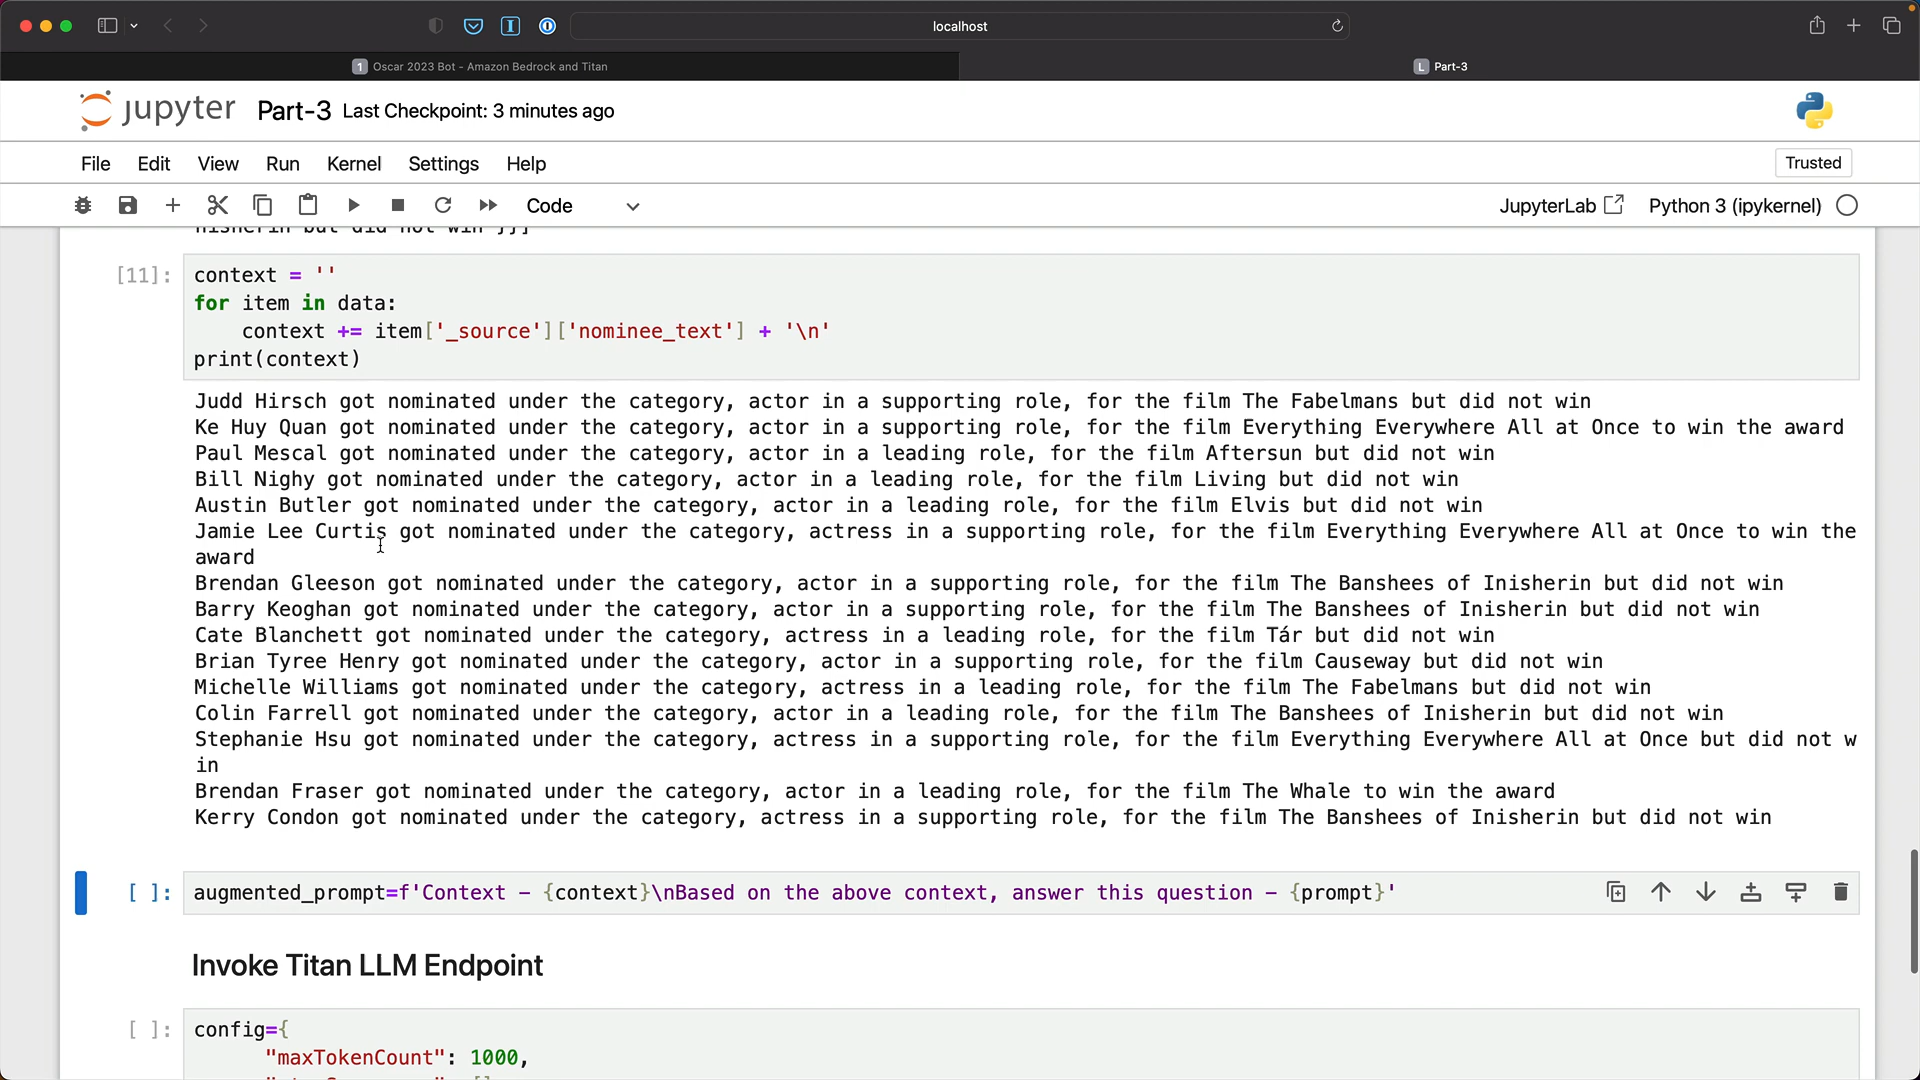 localhost
1 Oscar 2023 Bot - Amazon Bedrock and Titan
L Part-3
jupyter Part-3 Last Checkpoint: 3 minutes ago
File Edit View Run Kernel Settings Help
Trusted
Code
JupyterLab Python 3 (ipykernel)
nisherin but did not win'}}]
[11]: context = ''
for item in data:
context += item['_source']['nominee_text'] + '\n'
print(context)
Judd Hirsch got nominated under the category, actor in a supporting role, for the film The Fabelmans but did not win
Ke Huy Quan got nominated under the category, actor in a supporting role, for the film Everything Everywhere All at Once to win the award
Paul Mescal got nominated under the category, actor in a leading role, for the film Aftersun but did not win
Bill Nighy got nominated under the category, actor in a leading role, for the film Living but did not win
Austin Butler got nominated under the category, actor in a leading role, for the film Elvis but did not win
Jamie Lee Curtis got nominated under the category, actress in a supporting role, for the film Everything Everywhere All at Once to win the
award
Brendan Gleeson got nominated under the category, actor in a supporting role, for the film The Banshees of Inisherin but did not win
Barry Keoghan got nominated under the category, actor in a supporting role, for the film The Banshees of Inisherin but did not win
Cate Blanchett got nominated under the category, actress in a leading role, for the film Tár but did not win
Brian Tyree Henry got nominated under the category, actor in a supporting role, for the film Causeway but did not win
Michelle Williams got nominated under the category, actress in a leading role, for the film The Fabelmans but did not win
Colin Farrell got nominated under the category, actor in a leading role, for the film The Banshees of Inisherin but did not win
Stephanie Hsu got nominated under the category, actress in a supporting role, for the film Everything Everywhere All at Once but did not w
in
Brendan Fraser got nominated under the category, actor in a leading role, for the film The Whale to win the award
Kerry Condon got nominated under the category, actress in a supporting role, for the film The Banshees of Inisherin but did not win
[ ]: augmented_prompt=f'Context – {context}\nBased on the above context, answer this question – {prompt}'
Invoke Titan LLM Endpoint
[ ]: config={
"maxTokenCount": 1000,